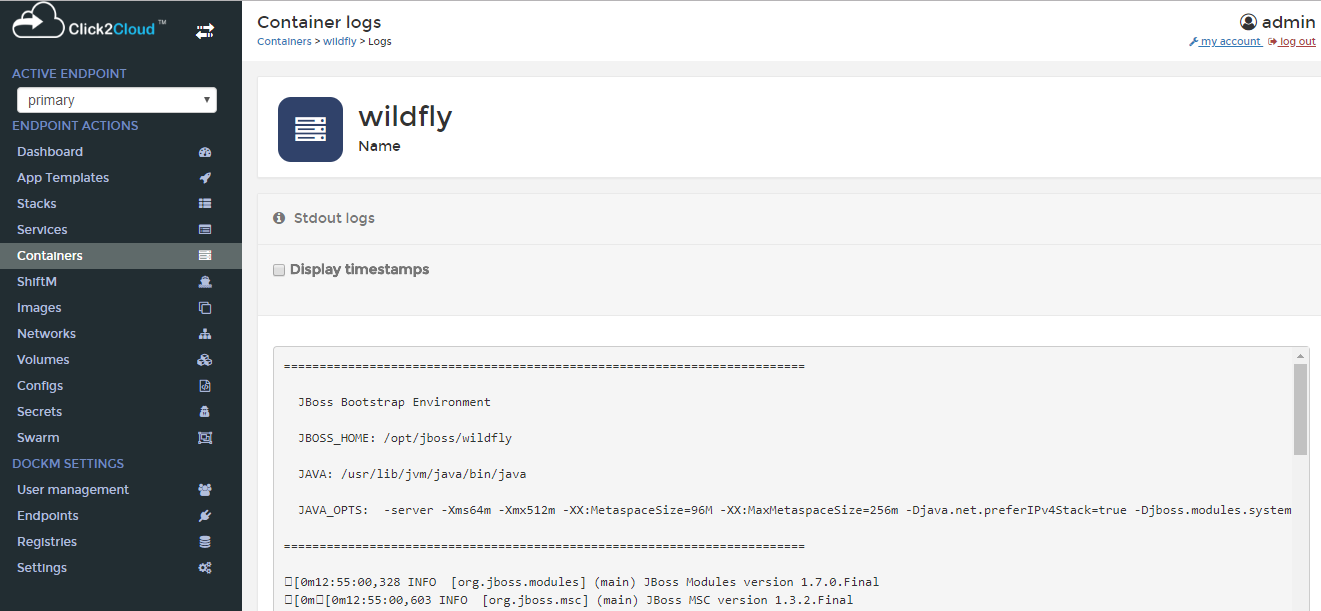 Click2Cloud™
ACTIVE ENDPOINT
primary
ENDPOINT ACTIONS
Dashboard
App Templates
Stacks
Services
Containers
ShiftM
Images
Networks
Volumes
Configs
Secrets
Swarm
DOCKM SETTINGS
User management
Endpoints
Registries
Settings
Container logs
Containers > wildfly > Logs
admin
my account log out
wildfly
Name
Stdout logs
Display timestamps
=========================================================================
JBoss Bootstrap Environment
JBOSS_HOME: /opt/jboss/wildfly
JAVA: /usr/lib/jvm/java/bin/java
JAVA_OPTS:  -server -Xms64m -Xmx512m -XX:MetaspaceSize=96M -XX:MaxMetaspaceSize=256m -Djava.net.preferIPv4Stack=true -Djboss.modules.system
=========================================================================
[0m12:55:00,328 INFO  [org.jboss.modules] (main) JBoss Modules version 1.7.0.Final
[0m[0m12:55:00,603 INFO  [org.jboss.msc] (main) JBoss MSC version 1.3.2.Final